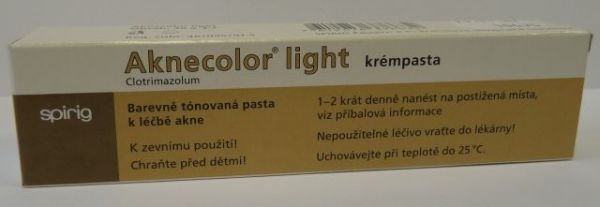 Aknecolor® light krémpasta
Clotrimazolum
spirig
Barevně tónovaná pasta
k léčbě akne
K zevnímu použití!
Chraňte před dětmi!
1–2 krát denně nanést na postižená místa,
viz příbalová informace
Nepoužitelné léčivo vraťte do lékárny!
Uchovávejte při teplotě do 25 °C.